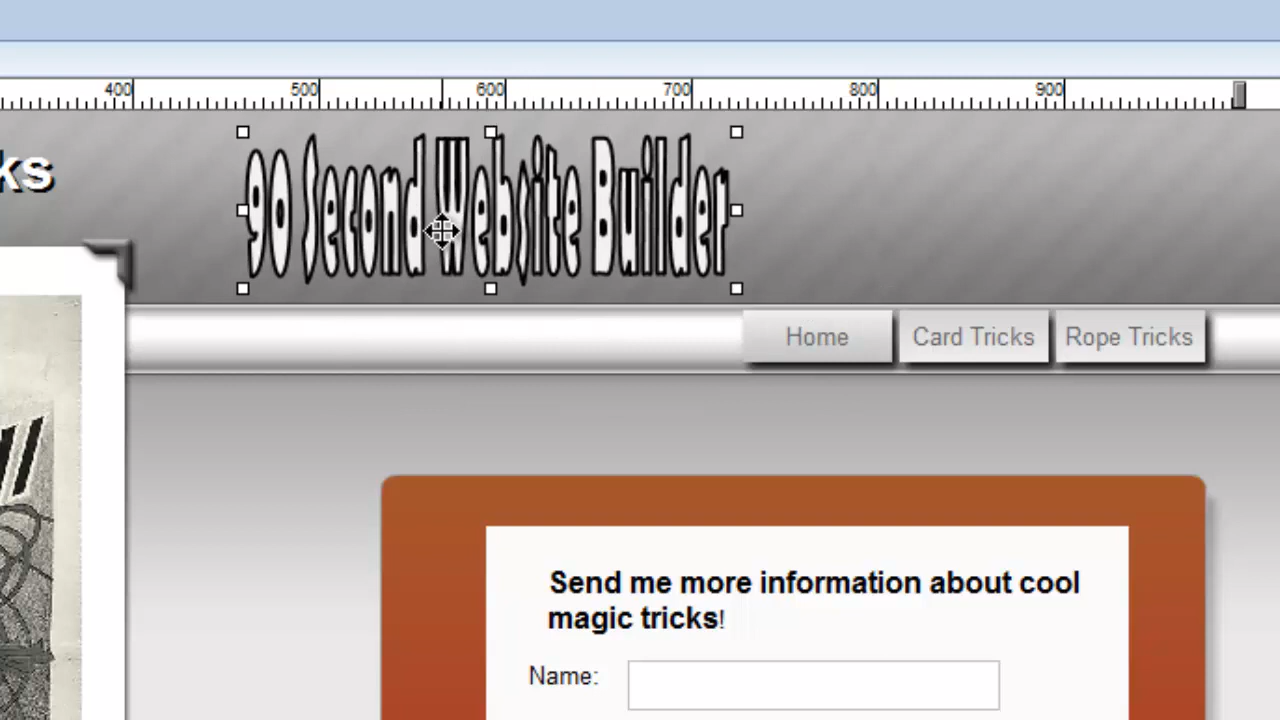 400 500 600 700 800 900
ks
90 Second Website Builder
Home Card Tricks Rope Tricks
Send me more information about cool
magic tricks!
Name: